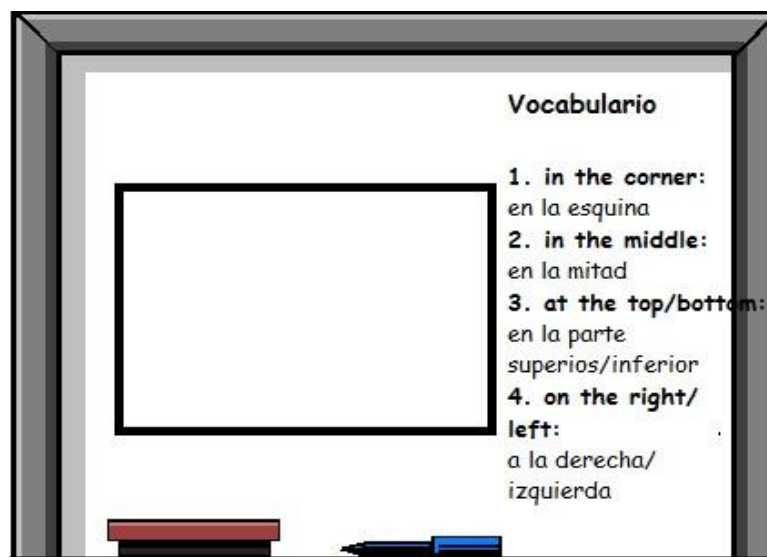 Vocabulario
1. in the corner:
en la esquina
2. in the middle:
en la mitad
3. at the top/bottom:
en la parte
superios/inferior
4. on the right/
left:
a la derecha/
izquierda